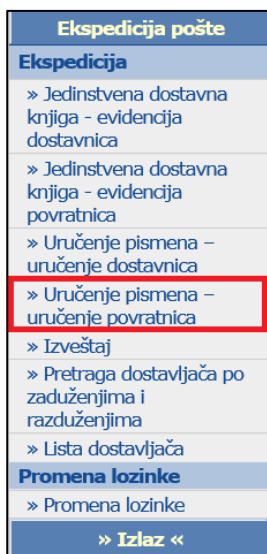 Ekspedicija pošte
Ekspedicija
» Jedinstvena dostavna
knjiga - evidencija
dostavnica
» Jedinstvena dostavna
knjiga - evidencija
povratnica
» Uručenje pismena –
uručenje dostavnica
» Uručenje pismena –
uručenje povratnica
» Izveštaj
» Pretraga dostavljača po
zaduženjima i
razduženjima
» Lista dostavljača
Promena lozinke
» Promena lozinke
» Izlaz «